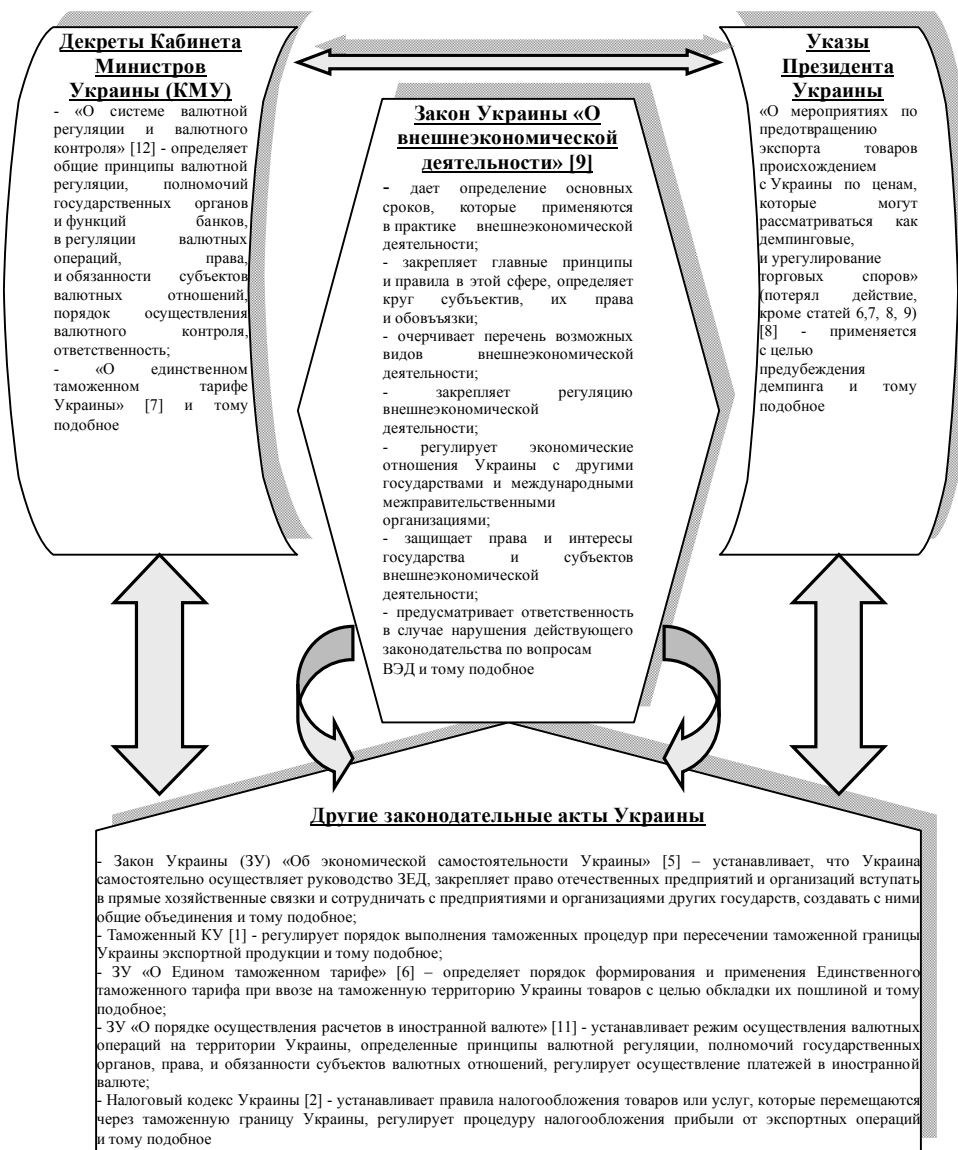 Декреты Кабинета
Министров
Украины (КМУ)
- «О системе валютной
регуляции и валютного
контроля» [12] - определяет
общие принципы валютной
регуляции, полномочий
государственных органов
и функций банков,
в регуляции валютных
операций, права,
и обязанности субъектов
валютных отношений,
порядок осуществления
валютного контроля,
ответственность;
- «О единственном
таможенном тарифе
Украины» [7] и тому
подобное
Закон Украины «О
внешнеэкономической
деятельности» [9]
- дает определение основных
сроков, которые применяются
в практике внешнеэкономической
деятельности;
- закрепляет главные принципы
и правила в этой сфере, определяет
круг субъектив, их права
и обовъязки;
- очерчивает перечень возможных
видов внешнеэкономической
деятельности;
- закрепляет регуляцию
внешнеэкономической
деятельности;
- регулирует экономические
отношения Украины с другими
государствами и международными
межправительственными
организациями;
- защищает права и интересы
государства и субъектов
внешнеэкономической
деятельности;
- предусматривает ответственность
в случае нарушения действующего
законодательства по вопросам
ВЭД и тому подобное
Указы
Президента
Украины
«О мероприятиях по
предотвращению
экспорта товаров
происхождением
с Украины по ценам,
которые могут
рассматриваться как
демпинговые,
и урегулирование
торговых споров»
(потерял действие,
кроме статей 6,7, 8, 9)
[8] - применяется
с целью
предубеждения
демпинга и тому
подобное
Другие законодательные акты Украины
- Закон Украины (ЗУ) «Об экономической самостоятельности Украины» [5] – устанавливает, что Украина
самостоятельно осуществляет руководство ЗЕД, закрепляет право отечественных предприятий и организаций вступать
в прямые хозяйственные связки и сотрудничать с предприятиями и организациями других государств, создавать с ними
общие объединения и тому подобное;
- Таможенный КУ [1] - регулирует порядок выполнения таможенных процедур при пересечении таможенной границы
Украины экспортной продукции и тому подобное;
- ЗУ «О Едином таможенном тарифе» [6] – определяет порядок формирования и применения Единственного
таможенного тарифа при ввозе на таможенную территорию Украины товаров с целью обкладки их пошлиной и тому
подобное;
- ЗУ «О порядке осуществления расчетов в иностранной валюте» [11] - устанавливает режим осуществления валютных
операций на территории Украины, определенные принципы валютной регуляции, полномочий государственных
органов, права, и обязанности субъектов валютных отношений, регулирует осуществление платежей в иностранной
валюте;
- Налоговый кодекс Украины [2] - устанавливает правила налогообложения товаров или услуг, которые перемещаются
через таможенную границу Украины, регулирует процедуру налогообложения прибыли от экспортных операций
и тому подобное